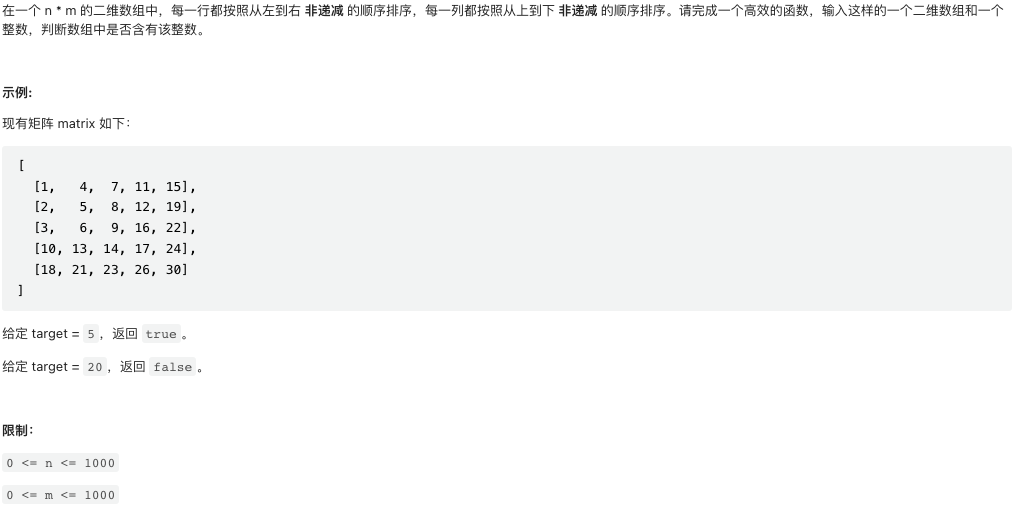 在一个 n * m 的二维数组中，每一行都按照从左到右 非递减 的顺序排序，每一列都按照从上到下 非递减 的顺序排序。请完成一个高效的函数，输入这样的一个二维数组和一个
整数，判断数组中是否含有该整数。
示例:
现有矩阵 matrix 如下：
[
  [1,   4,  7, 11, 15],
  [2,   5,  8, 12, 19],
  [3,   6,  9, 16, 22],
  [10, 13, 14, 17, 24],
  [18, 21, 23, 26, 30]
]
给定 target = 5，返回 true。
给定 target = 20，返回 false。
限制：
0 <= n <= 1000
0 <= m <= 1000